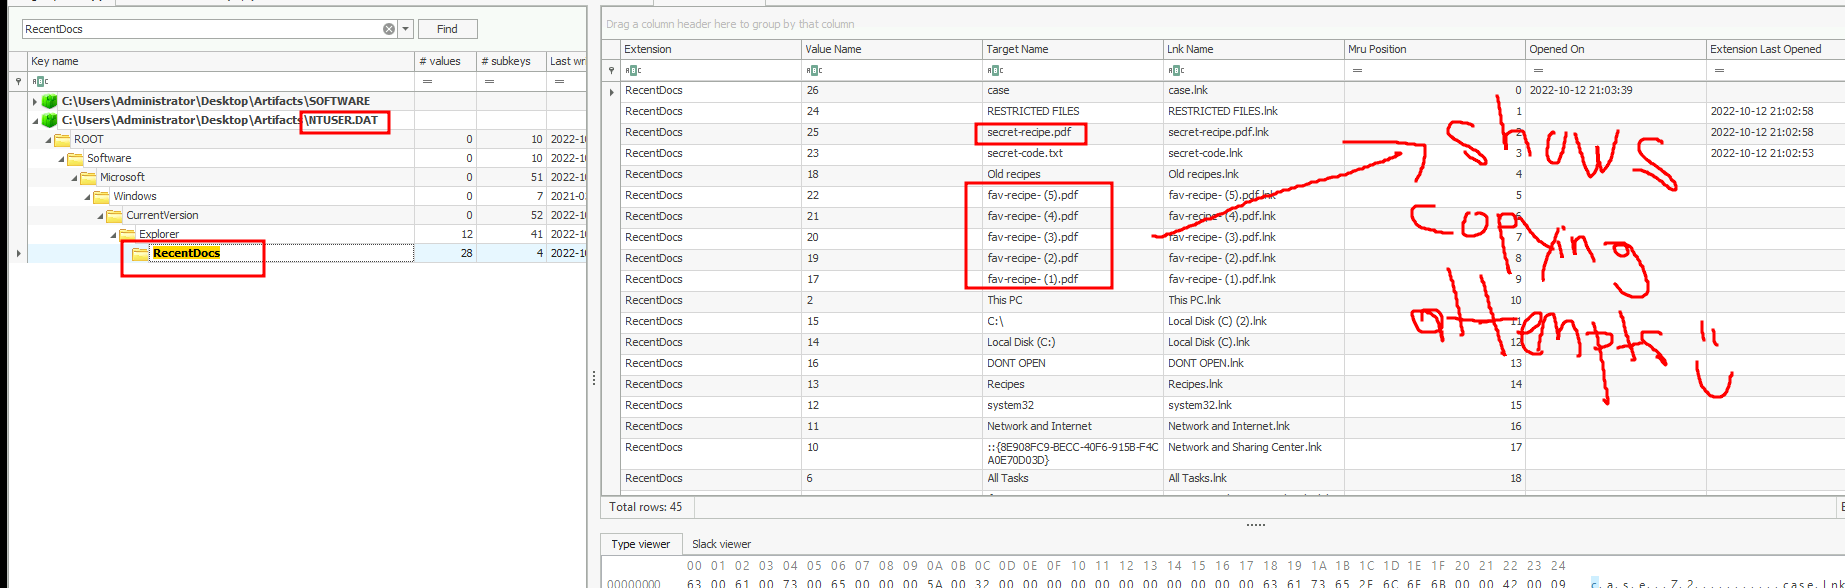 RecentDocs
Find
Key name # values # subkeys Last wr
= = =
C:\Users\Administrator\Desktop\Artifacts\SOFTWARE
C:\Users\Administrator\Desktop\Artifacts\NTUSER.DAT
ROOT 0 10 2022-1
Software 0 10 2022-1
Microsoft 0 51 2022-1
Windows 0 7 2021-0
CurrentVersion 0 52 2022-1
Explorer 12 41 2022-1
RecentDocs 28 4 2022-1
Drag a column header here to group by that column
Extension Value Name Target Name Lnk Name Mru Position Opened On Extension Last Opened
= = =
RecentDocs 26 case case.lnk 0 2022-10-12 21:03:39
RecentDocs 24 RESTRICTED FILES RESTRICTED FILES.lnk 1 2022-10-12 21:02:58
RecentDocs 25 secret-recipe.pdf secret-recipe.pdf.lnk 2 2022-10-12 21:02:58
RecentDocs 23 secret-code.txt secret-code.lnk 3 2022-10-12 21:02:53
RecentDocs 18 Old recipes Old recipes.lnk 4
RecentDocs 22 fav-recipe- (5).pdf fav-recipe- (5).pdf.lnk 5
RecentDocs 21 fav-recipe- (4).pdf fav-recipe- (4).pdf.lnk 6
RecentDocs 20 fav-recipe- (3).pdf fav-recipe- (3).pdf.lnk 7
RecentDocs 19 fav-recipe- (2).pdf fav-recipe- (2).pdf.lnk 8
RecentDocs 17 fav-recipe- (1).pdf fav-recipe- (1).pdf.lnk 9
RecentDocs 2 This PC This PC.lnk 10
RecentDocs 15 C:\ Local Disk (C) (2).lnk 11
RecentDocs 14 Local Disk (C:) Local Disk (C).lnk 12
RecentDocs 16 DONT OPEN DONT OPEN.lnk 13
RecentDocs 13 Recipes Recipes.lnk 14
RecentDocs 12 system32 system32.lnk 15
RecentDocs 11 Network and Internet Network and Internet.lnk 16
RecentDocs 10 ::{8E908FC9-BECC-40F6-915B-F4C Network and Sharing Center.lnk 17
A0E70D03D}
RecentDocs 6 All Tasks All Tasks.lnk 18
shows
copying
attempts
Total rows: 45
Type viewer Slack viewer
00 01 02 03 04 05 06 07 08 09 0A 0B 0C 0D 0E 0F 10 11 12 13 14 15 16 17 18 19 1A 1B 1C 1D 1E 1F 20 21 22 23 24
00000000 63 00 61 00 73 00 65 00 00 00 5A 00 32 00 00 00 00 00 00 00 00 00 00 00 63 61 73 65 2E 6C 6E 6B 00 00 42 00 09